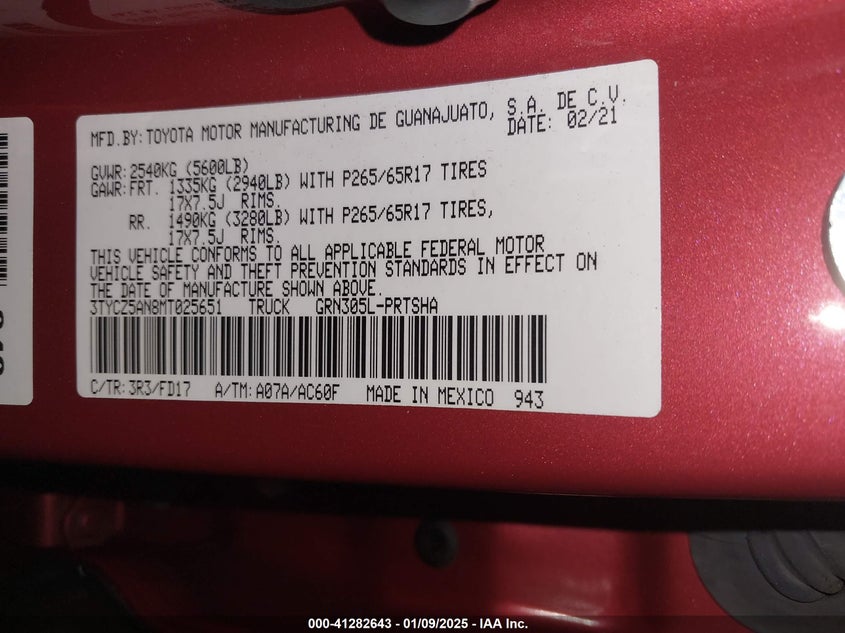 MFD.BY:TOYOTA MOTOR MANUFACTURING DE GUANAJUATO, S.A. DE C.V.
DATE: 02/21
GVWR:2540KG (5600LB)
GAWR:FRT. 1335KG (2940LB) WITH P265/65R17 TIRES
17X7.5J RIMS.
RR. 1490KG (3280LB) WITH P265/65R17 TIRES,
17X7.5J RIMS.
THIS VEHICLE CONFORMS TO ALL APPLICABLE FEDERAL MOTOR
VEHICLE SAFETY AND THEFT PREVENTION STANDARDS IN EFFECT ON
THE DATE OF MANUFACTURE SHOWN ABOVE.
3TYCZ5AN8MT025651 TRUCK GRN305L-PRTSHA
C/TR:3R3/FD17 A/TM:A07A/AC60F MADE IN MEXICO 943
000-41282643 - 01/09/2025 - IAA Inc.